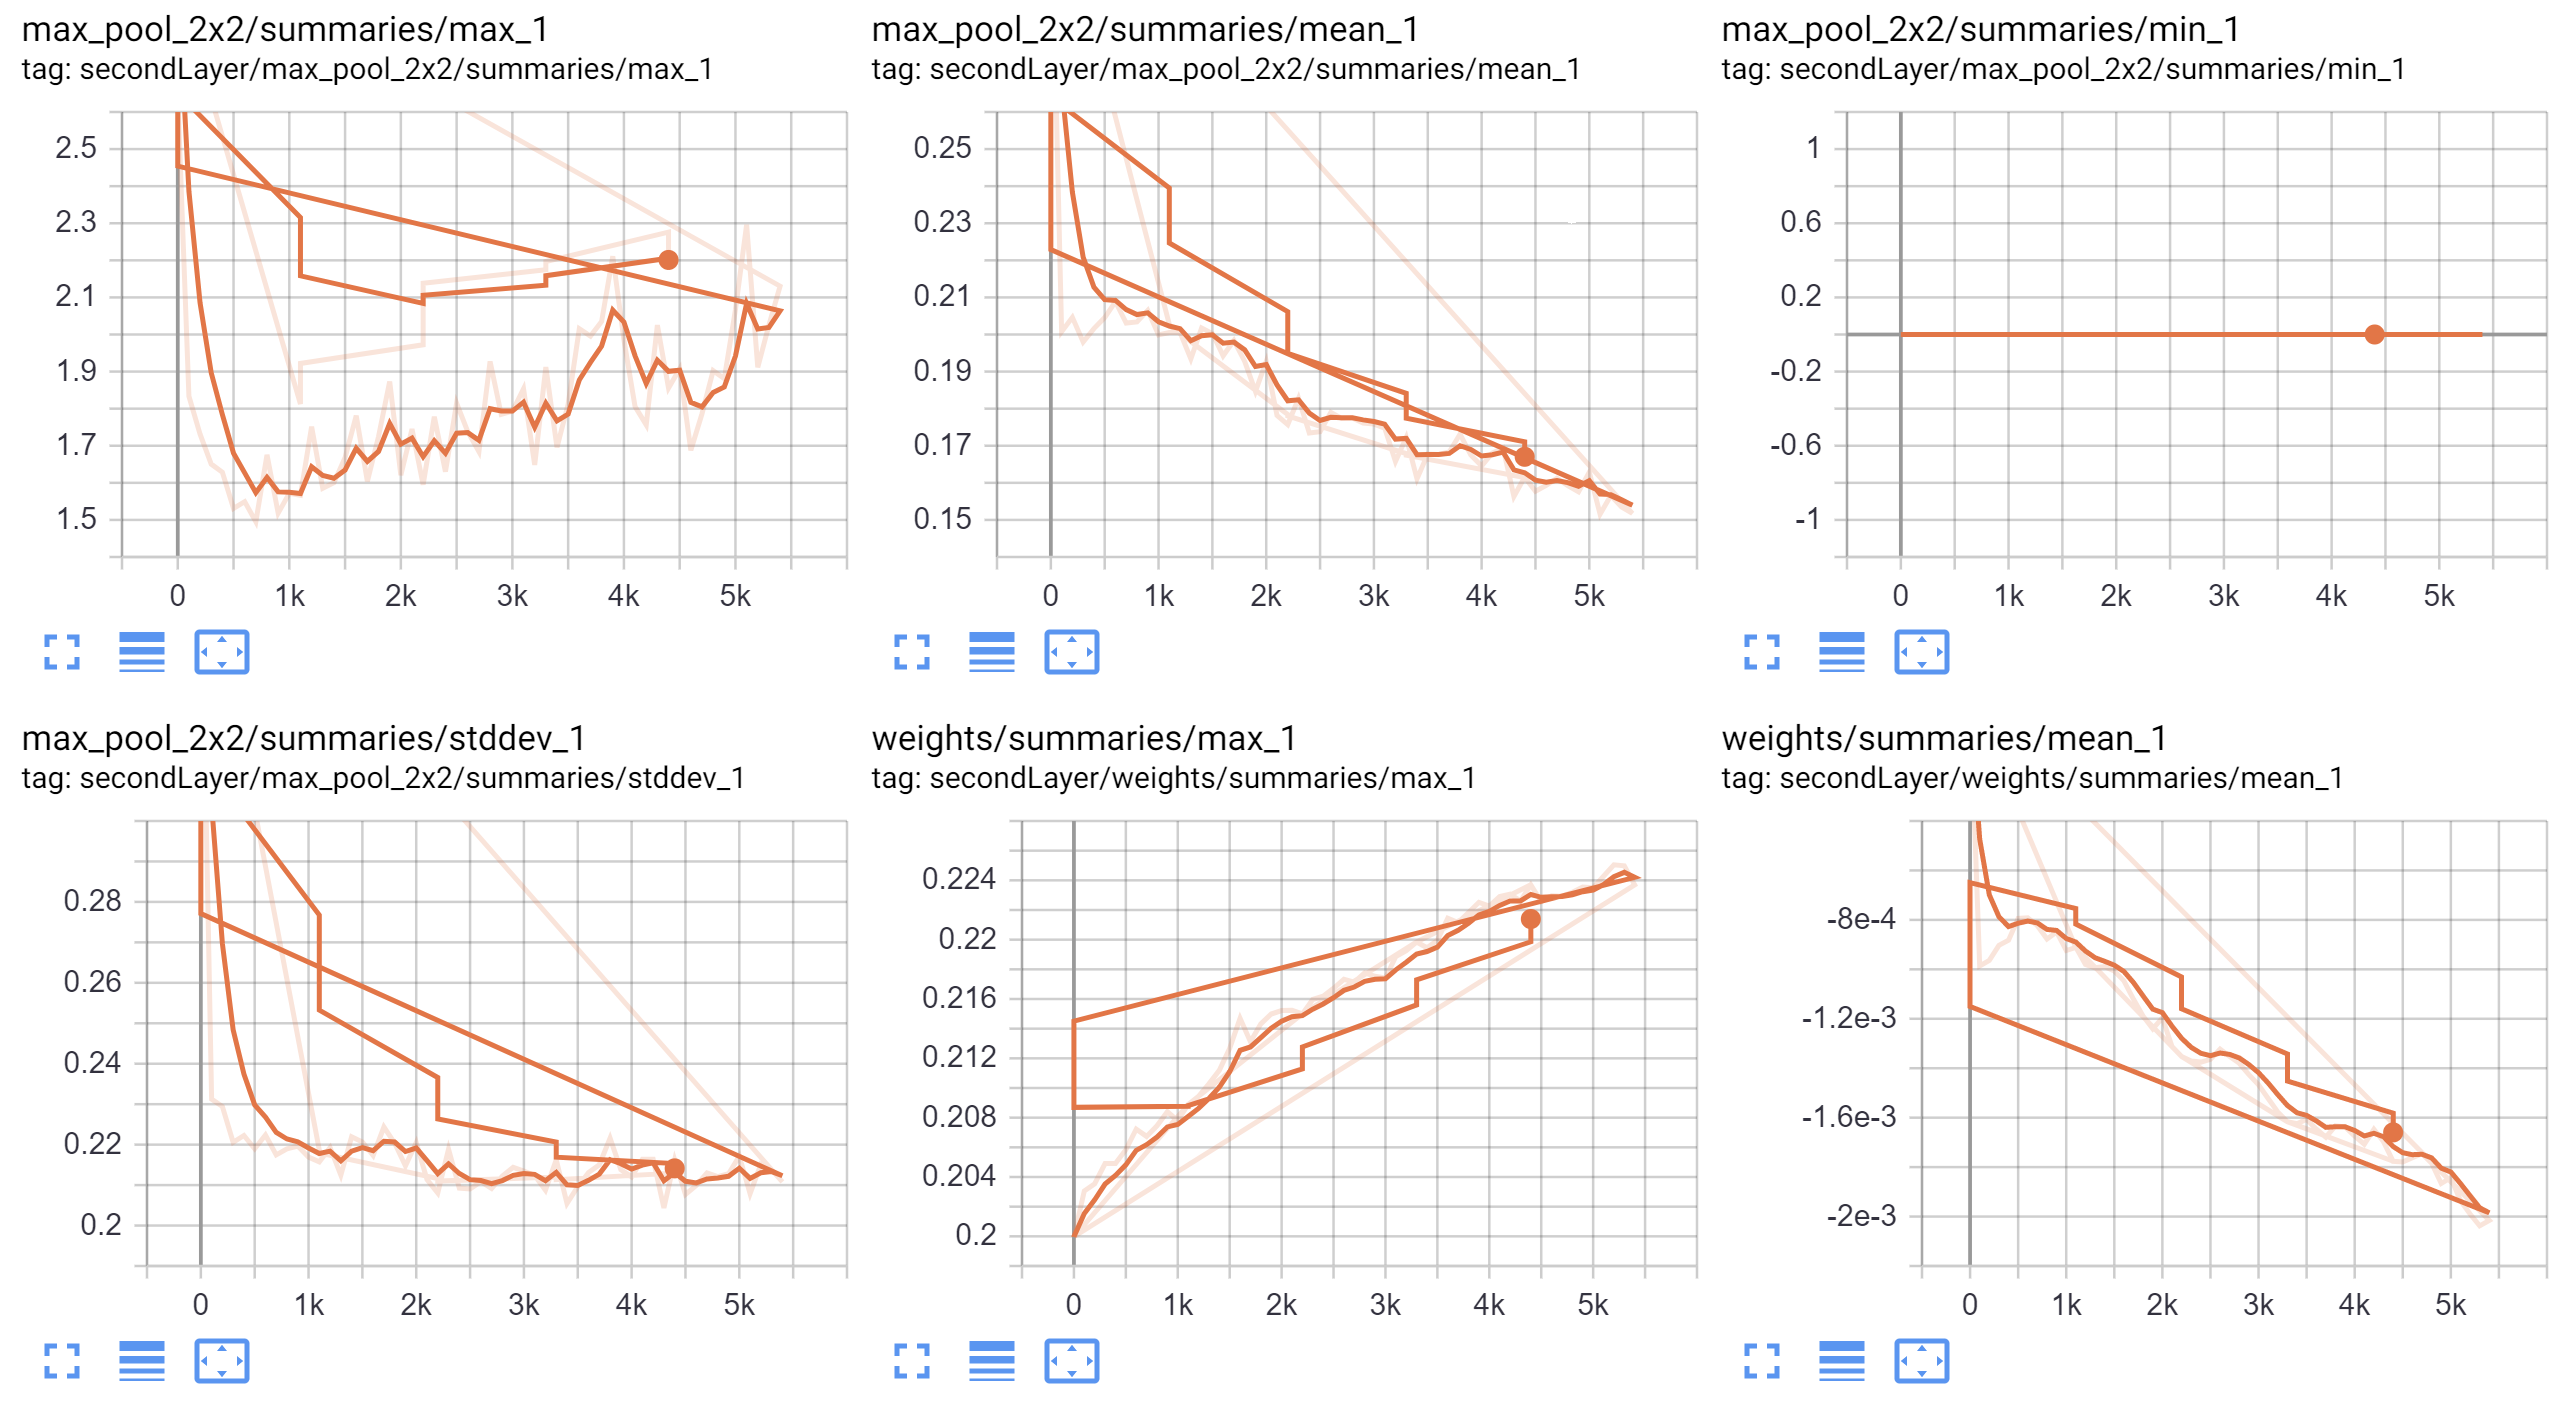 max_pool_2x2/summaries/max_1
tag: secondLayer/max_pool_2x2/summaries/max_1
2.5
2.3
2.1
1.9
1.7
1.5
0 1k 2k 3k 4k 5k
max_pool_2x2/summaries/mean_1
tag: secondLayer/max_pool_2x2/summaries/mean_1
0.25
0.23
0.21
0.19
0.17
0.15
0 1k 2k 3k 4k 5k
max_pool_2x2/summaries/min_1
tag: secondLayer/max_pool_2x2/summaries/min_1
1
0.6
0.2
-0.2
-0.6
-1
0 1k 2k 3k 4k 5k
max_pool_2x2/summaries/stddev_1
tag: secondLayer/max_pool_2x2/summaries/stddev_1
0.28
0.26
0.24
0.22
0.2
0 1k 2k 3k 4k 5k
weights/summaries/max_1
tag: secondLayer/weights/summaries/max_1
0.224
0.22
0.216
0.212
0.208
0.204
0.2
0 1k 2k 3k 4k 5k
weights/summaries/mean_1
tag: secondLayer/weights/summaries/mean_1
-8e-4
-1.2e-3
-1.6e-3
-2e-3
0 1k 2k 3k 4k 5k